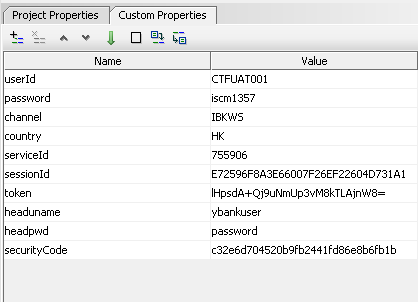 Project Properties Custom Properties
Name Value
userId CTFUAT001
password iscm1357
channel IBKWS
country HK
serviceId 755906
sessionId E72596F8A3E66007F26EF22604D731A1
token lHpsdA+Qj9uNmUp3vM8kTLAjnW8=
headuname ybankuser
headpwd password
securityCode c32e6d704520b9fb2441fd86e8b6fb1b